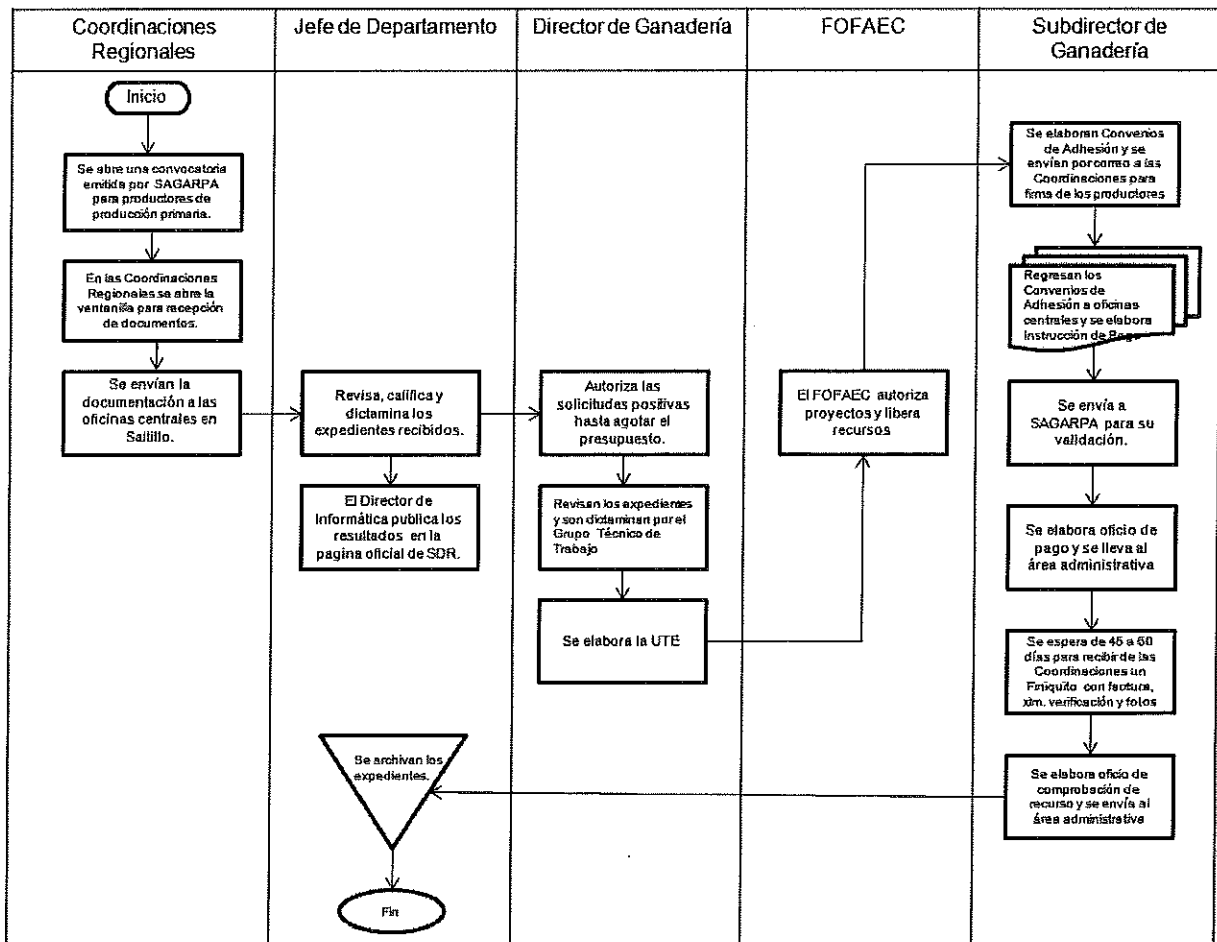 Coordinaciones
Regionales
Jefe de Departamento
Director de Ganadería
FOFAEC
Subdirector de
Ganadería
Inicio
Se abre una convocatoria
emitida por SAGARPA
para productores de
producción primaria.
En las Coordinaciones
Regionales se abre la
ventanilla para recepción
de documentos.
Se envían la
documentación a las
oficinas centrales en
Saltillo.
Revisa, califica y
dictamina los
expedientes recibidos.
El Director de
Informática publica los
resultados en la
pagina oficial de SDR.
Autoriza las
solicitudes positivas
hasta agotar el
presupuesto.
Revisan los expedientes
y son dictaminan por el
Grupo Técnico de
Trabajo
Se elabora la UTE
El FOFAEC autoriza
proyectos y libera
recursos
Se elaboran Convenios
de Adhesión y se
envían por correo a las
Coordinaciones para
firma de los productores
Regresan los
Convenios de
Adhesión a oficinas
centrales y se elabora
Instrucción de Pago
Se envía a
SAGARPA para su
validación.
Se elabora oficio de
pago y se lleva al
área administrativa
Se espera de 45 a 60
días para recibir de las
Coordinaciones un
Finiquito con factura,
xlm. verificación y fotos
Se elabora oficio de
comprobación de
recurso y se envía al
área administrativa
Se archivan los
expedientes.
Fin